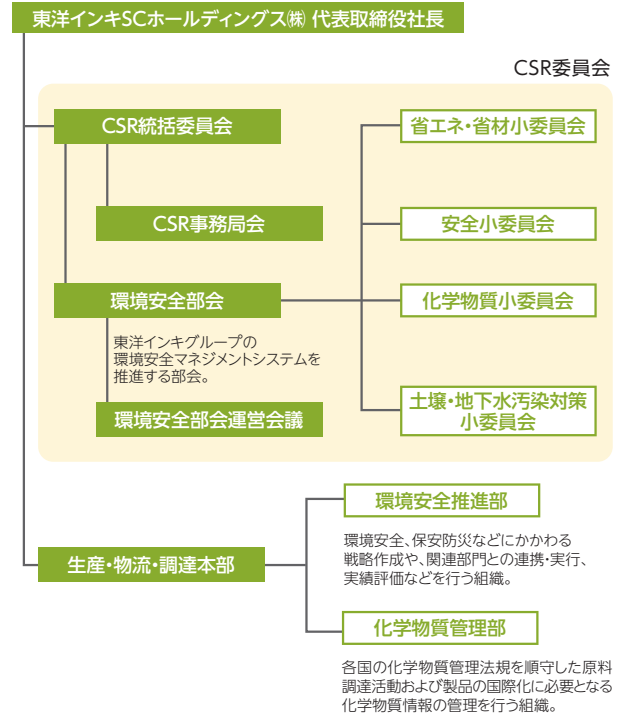 東洋インキSCホールディングス㈱ 代表取締役社長
CSR委員会
CSR統括委員会
CSR事務局会
環境安全部会
東洋インキグループの
環境安全マネジメントシステムを
推進する部会。
環境安全部会運営会議
省エネ・省材小委員会
安全小委員会
化学物質小委員会
土壌・地下水汚染対策
小委員会
生産・物流・調達本部
環境安全推進部
環境安全、保安防災などにかかわる
戦略作成や、関連部門との連携・実行、
実績評価などを行う組織。
化学物質管理部
各国の化学物質管理法規を順守した原料
調達活動および製品の国際化に必要となる
化学物質情報の管理を行う組織。